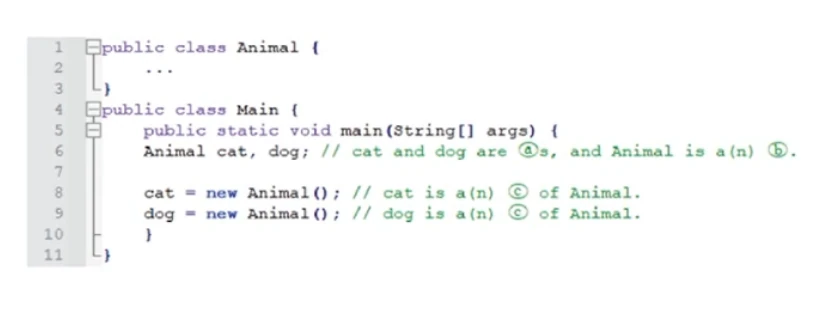 1 public class Animal {
2 ...
3 }
4 public class Main {
5 public static void main(String[] args) {
6 Animal cat, dog; // cat and dog are ⓐs, and Animal is a(n) ⓑ.
7
8 cat = new Animal(); // cat is a(n) ⓒ of Animal.
9 dog = new Animal(); // dog is a(n) ⓒ of Animal.
10 }
11 }